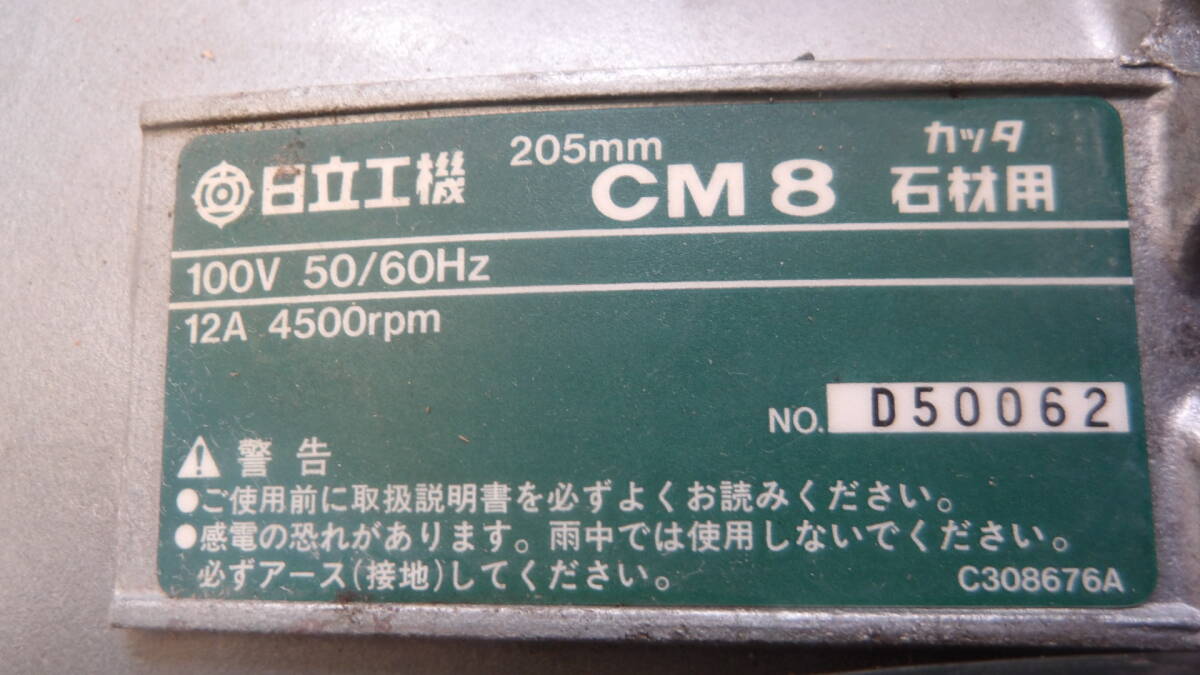 日立工機 205mm CM8 カッタ 石材用
100V 50/60Hz
12A 4500rpm
NO. D50062
警告
●ご使用前に取扱説明書を必ずよくお読みください。
●感電の恐れがあります。雨中では使用しないでください。
必ずアース(接地)してください。
C308676A